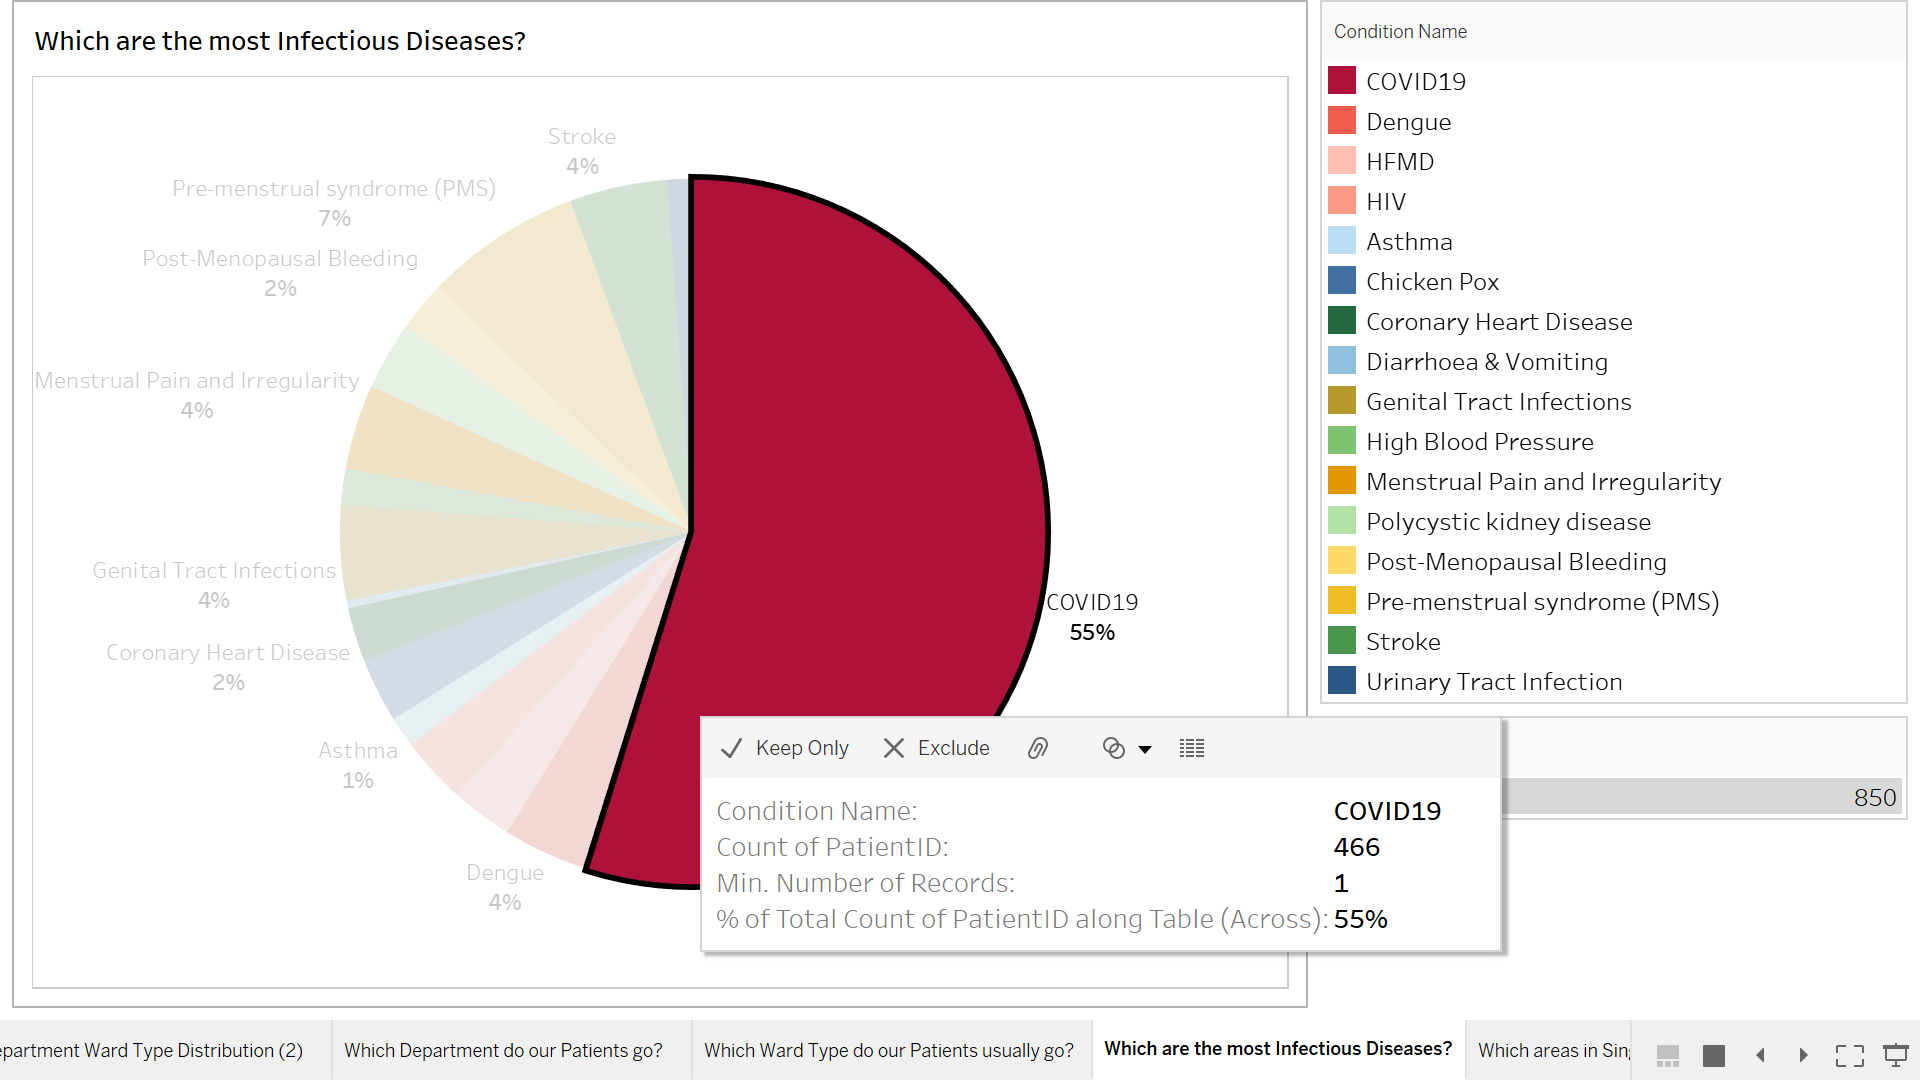 Which are the most Infectious Diseases?
Stroke
4%
Pre-menstrual syndrome (PMS)
7%
Post-Menopausal Bleeding
2%
Menstrual Pain and Irregularity
4%
Genital Tract Infections
4%
Coronary Heart Disease
2%
Asthma
1%
Dengue
4%
COVID19
55%
Keep Only
Exclude
Condition Name: COVID19
Count of PatientID: 466
Min. Number of Records: 1
% of Total Count of PatientID along Table (Across): 55%
Condition Name
COVID19
Dengue
HFMD
HIV
Asthma
Chicken Pox
Coronary Heart Disease
Diarrhoea & Vomiting
Genital Tract Infections
High Blood Pressure
Menstrual Pain and Irregularity
Polycystic kidney disease
Post-Menopausal Bleeding
Pre-menstrual syndrome (PMS)
Stroke
Urinary Tract Infection
850
Ward Type Distribution (2)
Which Department do our Patients go?
Which Ward Type do our Patients usually go?
Which are the most Infectious Diseases?
Which areas in